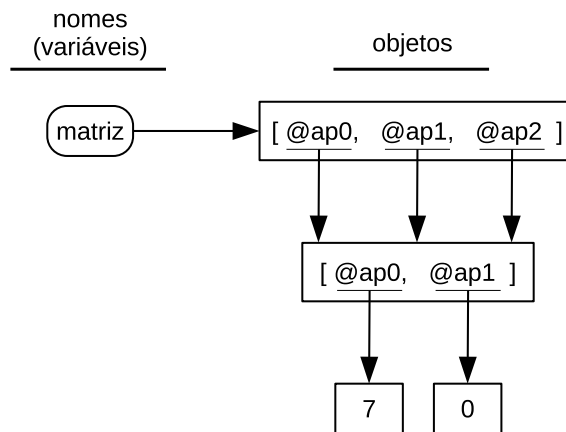 nomes
(variáveis)
objetos
matriz
[ @ap0, @ap1, @ap2 ]
[ @ap0, @ap1 ]
7 0